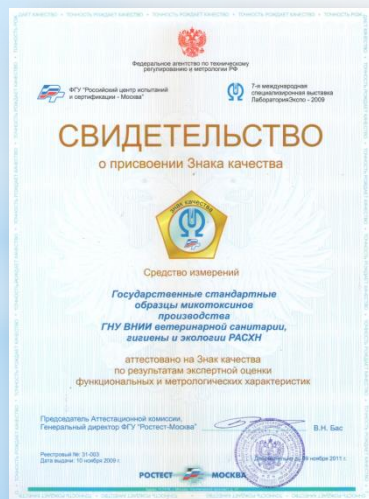 Федеральное агентство по техническому
регулированию и метрологии РФ
ФГУ "Российский центр испытаний
и сертификации - Москва"
7-я международная
специализированная выставка
ЛабораторияЭкспо - 2009
СВИДЕТЕЛЬСТВО
о присвоении Знака качества
знак качества
Средство измерений
Государственные стандартные
образцы микотоксинов
производства
ГНУ ВНИИ ветеринарной санитарии,
гигиены и экологии РАСХН
аттестовано на Знак качества
по результатам экспертной оценки
функциональных и метрологических характеристик
Председатель Аттестационной комиссии,
Генеральный директор ФГУ "Ростест-Москва"
В.Н. Бас
Реестровый №: 31-003
Дата выдачи: 10 ноября 2009 г.
ноября 2011 г.
РОСТЕСТ МОСКВА